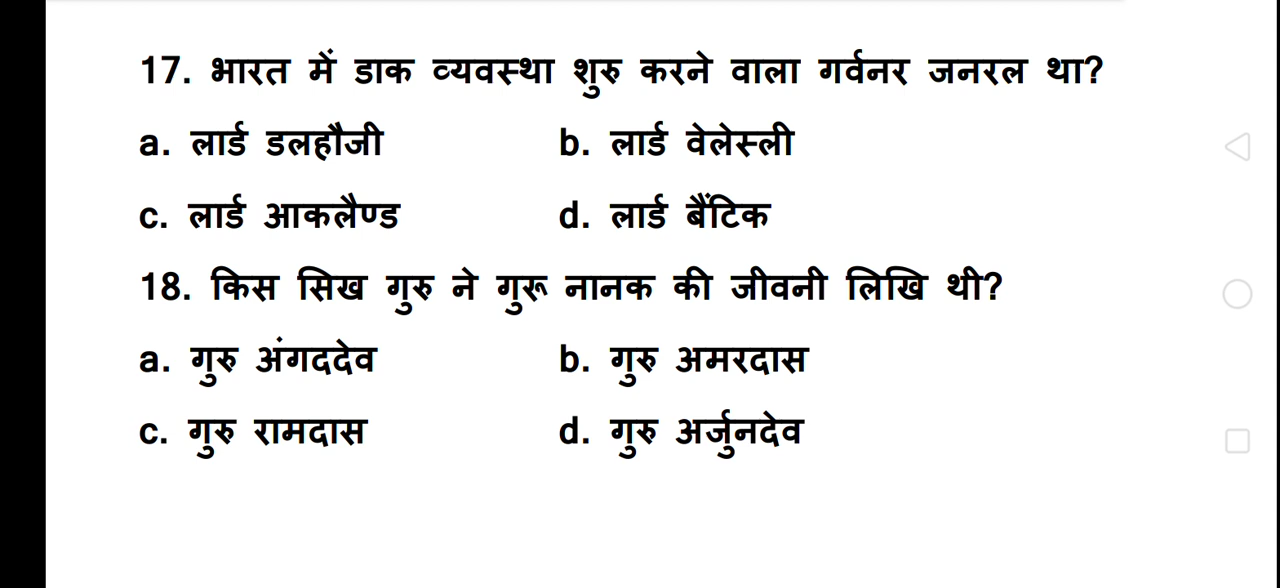 17. भारत में डाक व्यवस्था शुरु करने वाला गर्वनर जनरल था?
a. लार्ड डलहौजी b. लार्ड वेलेस्ली
c. लार्ड आकलैण्ड d. लार्ड बैंटिक
18. किस सिख गुरु ने गुरू नानक की जीवनी लिखि थी?
a. गुरु अंगददेव b. गुरु अमरदास
c. गुरु रामदास d. गुरु अर्जुनदेव